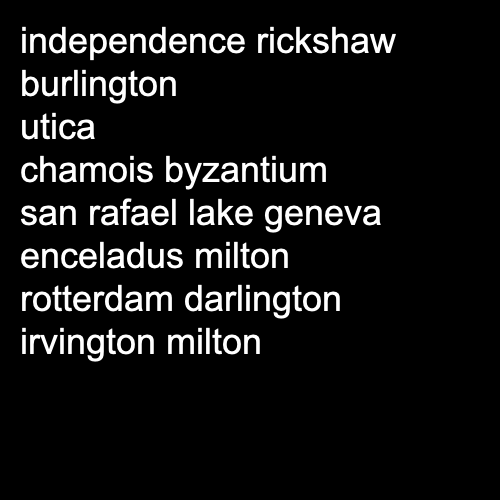 independence rickshaw
burlington
utica
chamois byzantium
san rafael lake geneva
enceladus milton
rotterdam darlington
irvington milton